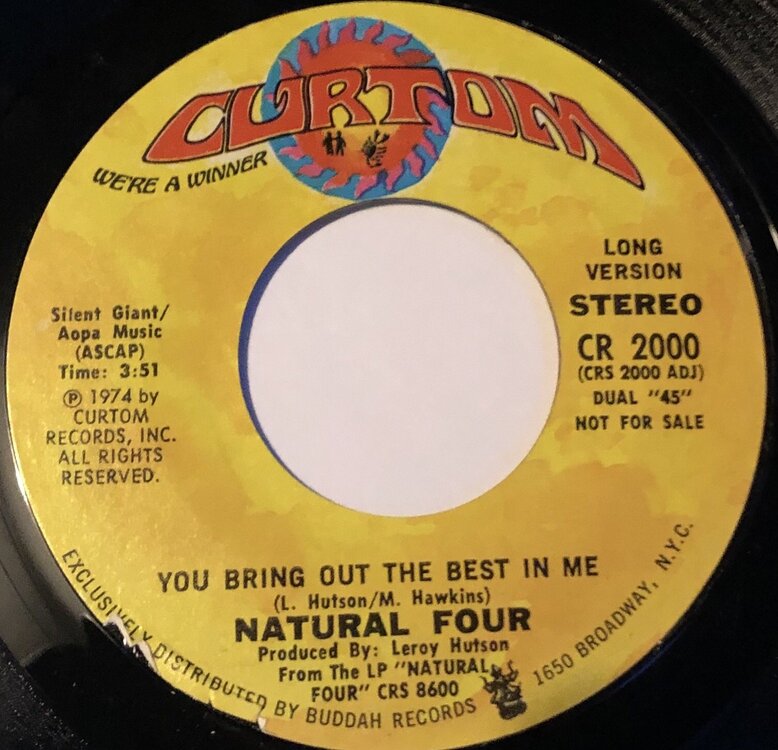 CURTOM
WE'RE A WINNER
LONG
VERSION
STEREO
CR 2000
(CRS 2000 ADJ)
DUAL "45"
NOT FOR SALE
Silent Giant/
Aopa Music
(ASCAP)
Time: 3:51
℗ 1974 by
CURTOM
RECORDS, INC.
ALL RIGHTS
RESERVED.
YOU BRING OUT THE BEST IN ME
(L. Hutson/M. Hawkins)
NATURAL FOUR
Produced By: Leroy Hutson
From The LP "NATURAL
FOUR" CRS 8600
EXCLUSIVELY DISTRIBUTED BY BUDDAH RECORDS 1650 BROADWAY, N.Y.C.